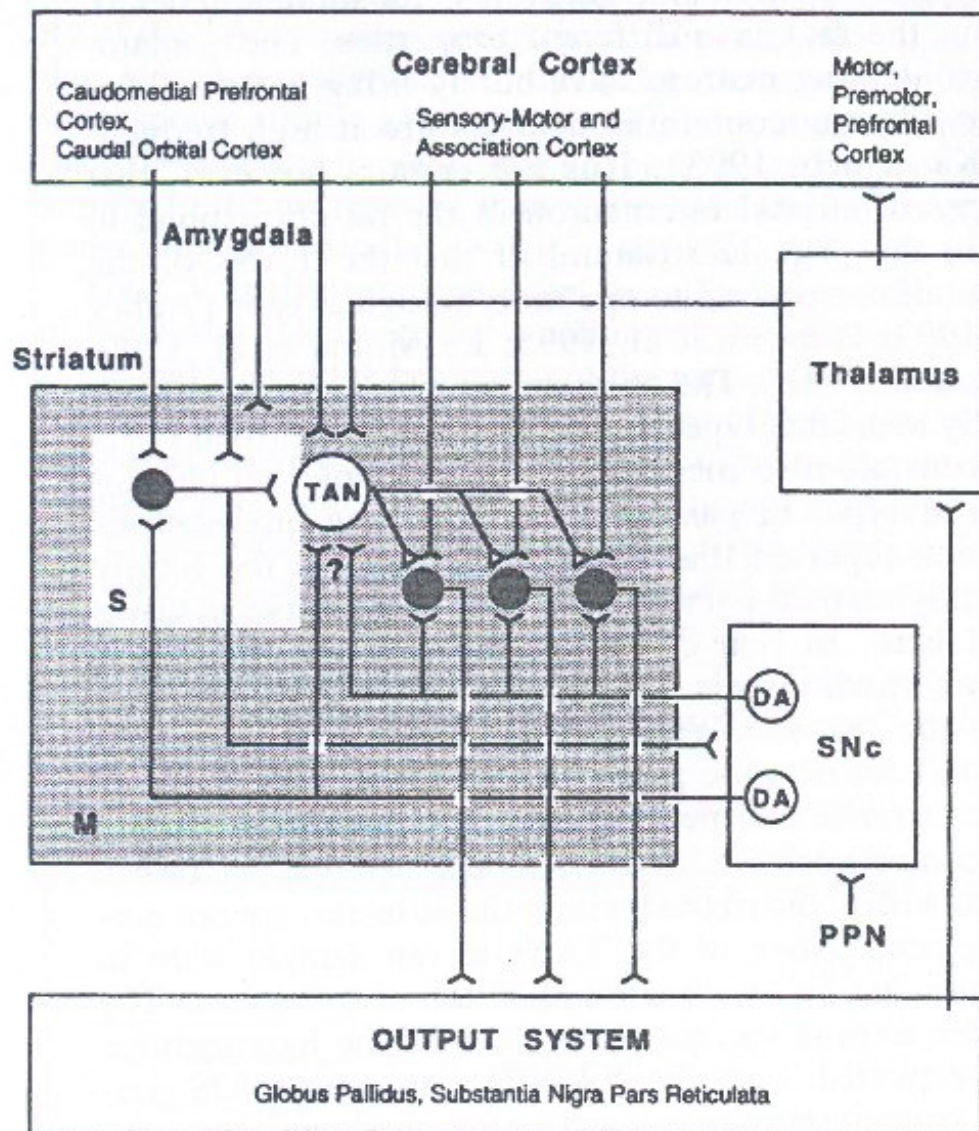 Cerebral Cortex
Caudomedial Prefrontal
Cortex,
Caudal Orbital Cortex
Sensory-Motor and
Association Cortex
Motor,
Premotor,
Prefrontal
Cortex
Amygdala
Striatum
Thalamus
TAN
?
S
DA
SNc
DA
M
PPN
OUTPUT SYSTEM
Globus Pallidus, Substantia Nigra Pars Reticulata